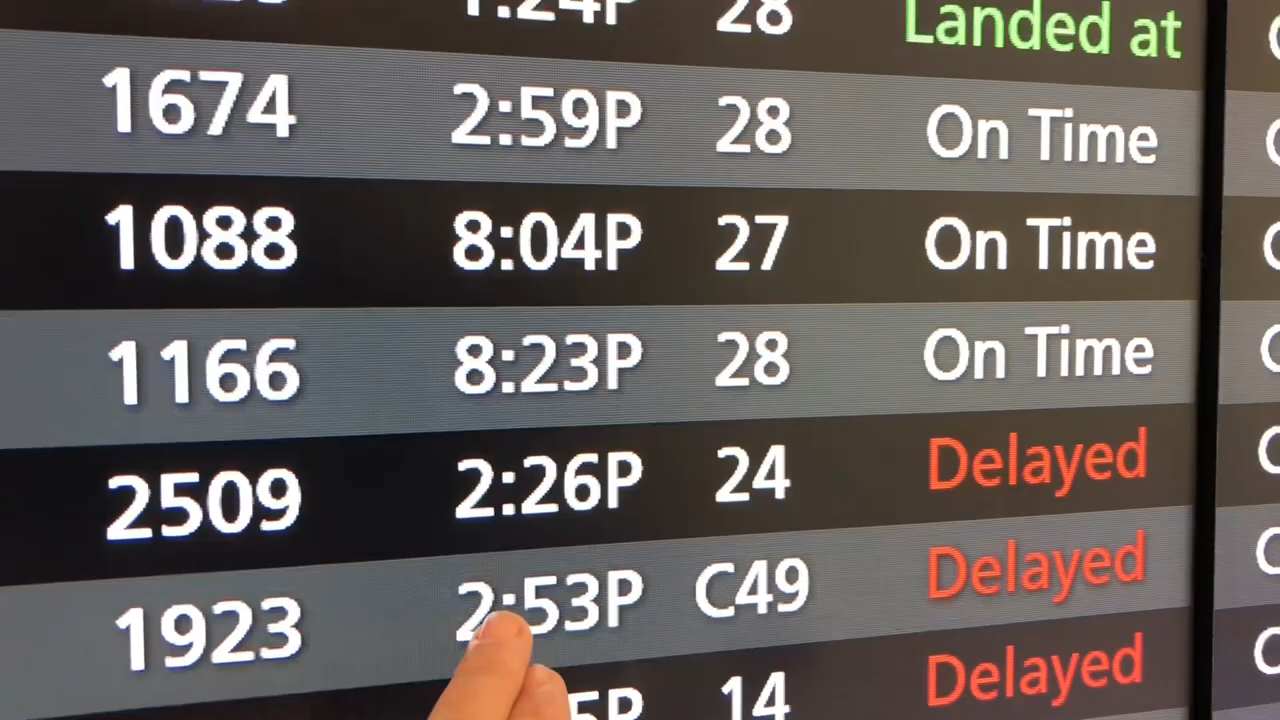 28 Landed at
1674 2:59P 28 On Time
1088 8:04P 27 On Time
1166 8:23P 28 On Time
2509 2:26P 24 Delayed
1923 2:53P C49 Delayed
14 Delayed